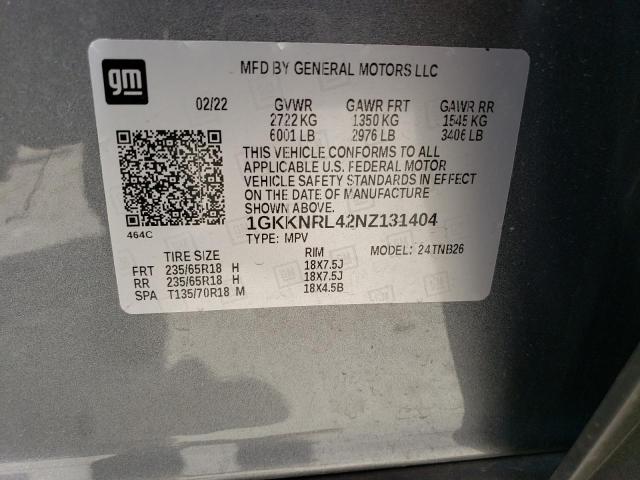 gm
MFD BY GENERAL MOTORS LLC
02/22 GVWR GAWR FRT GAWR RR
2722 KG 1350 KG 1545 KG
6001 LB 2976 LB 3406 LB
THIS VEHICLE CONFORMS TO ALL
APPLICABLE U.S. FEDERAL MOTOR
VEHICLE SAFETY STANDARDS IN EFFECT
ON THE DATE OF MANUFACTURE
SHOWN ABOVE.
1GKKNRL42NZ131404
464C
TYPE: MPV
MODEL: 24TNB26
TIRE SIZE RIM
FRT 235/65R18 H 18X7.5J
RR 235/65R18 H 18X7.5J
SPA T135/70R18 M 18X4.5B